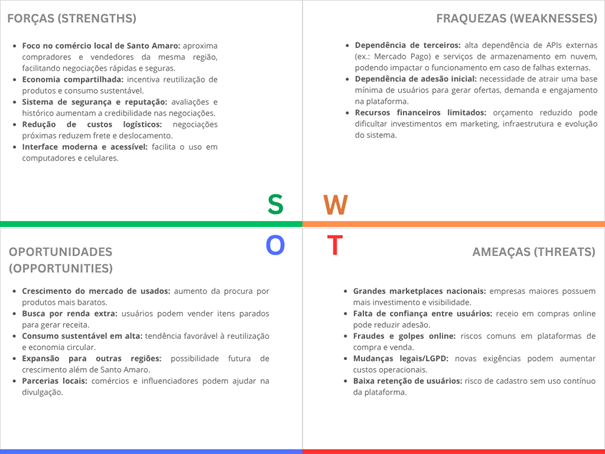 FORÇAS (STRENGTHS)
• Foco no comércio local de Santo Amaro: aproxima
compradores e vendedores da mesma região,
facilitando negociações rápidas e seguras.
• Economia compartilhada: incentiva reutilização de
produtos e consumo sustentável.
• Sistema de segurança e reputação: avaliações e
histórico aumentam a credibilidade nas negociações.
• Redução de custos logísticos: negociações
próximas reduzem frete e deslocamento.
• Interface moderna e acessível: facilita o uso em
computadores e celulares.
S
FRAQUEZAS (WEAKNESSES)
• Dependência de terceiros: alta dependência de APIs externas
(ex.: Mercado Pago) e serviços de armazenamento em nuvem,
podendo impactar o funcionamento em caso de falhas externas.
• Dependência de adesão inicial: necessidade de atrair uma base
mínima de usuários para gerar ofertas, demanda e engajamento
na plataforma.
• Recursos financeiros limitados: orçamento reduzido pode
dificultar investimentos em marketing, infraestrutura e evolução
do sistema.
W
OPORTUNIDADES
(OPPORTUNITIES)
O
• Crescimento do mercado de usados: aumento da procura por
produtos mais baratos.
• Busca por renda extra: usuários podem vender itens parados
para gerar receita.
• Consumo sustentável em alta: tendência favorável à reutilização
e economia circular.
• Expansão para outras regiões: possibilidade futura de
crescimento além de Santo Amaro.
• Parcerias locais: comércios e influenciadores podem ajudar na
divulgação.
T
AMEAÇAS (THREATS)
• Grandes marketplaces nacionais: empresas maiores possuem
mais investimento e visibilidade.
• Falta de confiança entre usuários: receio em compras online
pode reduzir adesão.
• Fraudes e golpes online: riscos comuns em plataformas de
compra e venda.
• Mudanças legais/LGPD: novas exigências podem aumentar
custos operacionais.
• Baixa retenção de usuários: risco de cadastro sem uso contínuo
da plataforma.